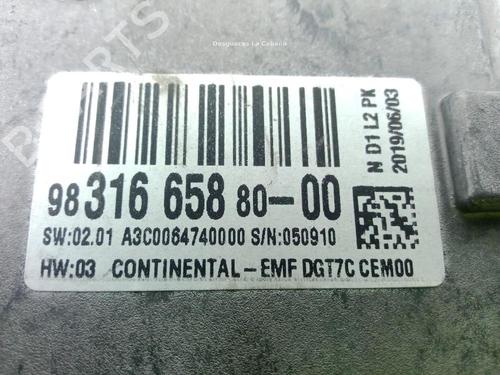 Desguaces La Cabaña
98 316 658 80-00
SW:02.01 A3C0064740000 S/N:050910
HW:03 CONTINENTAL-EMF DGT7C CEM00
N D1 L2 PK
2019/06/03